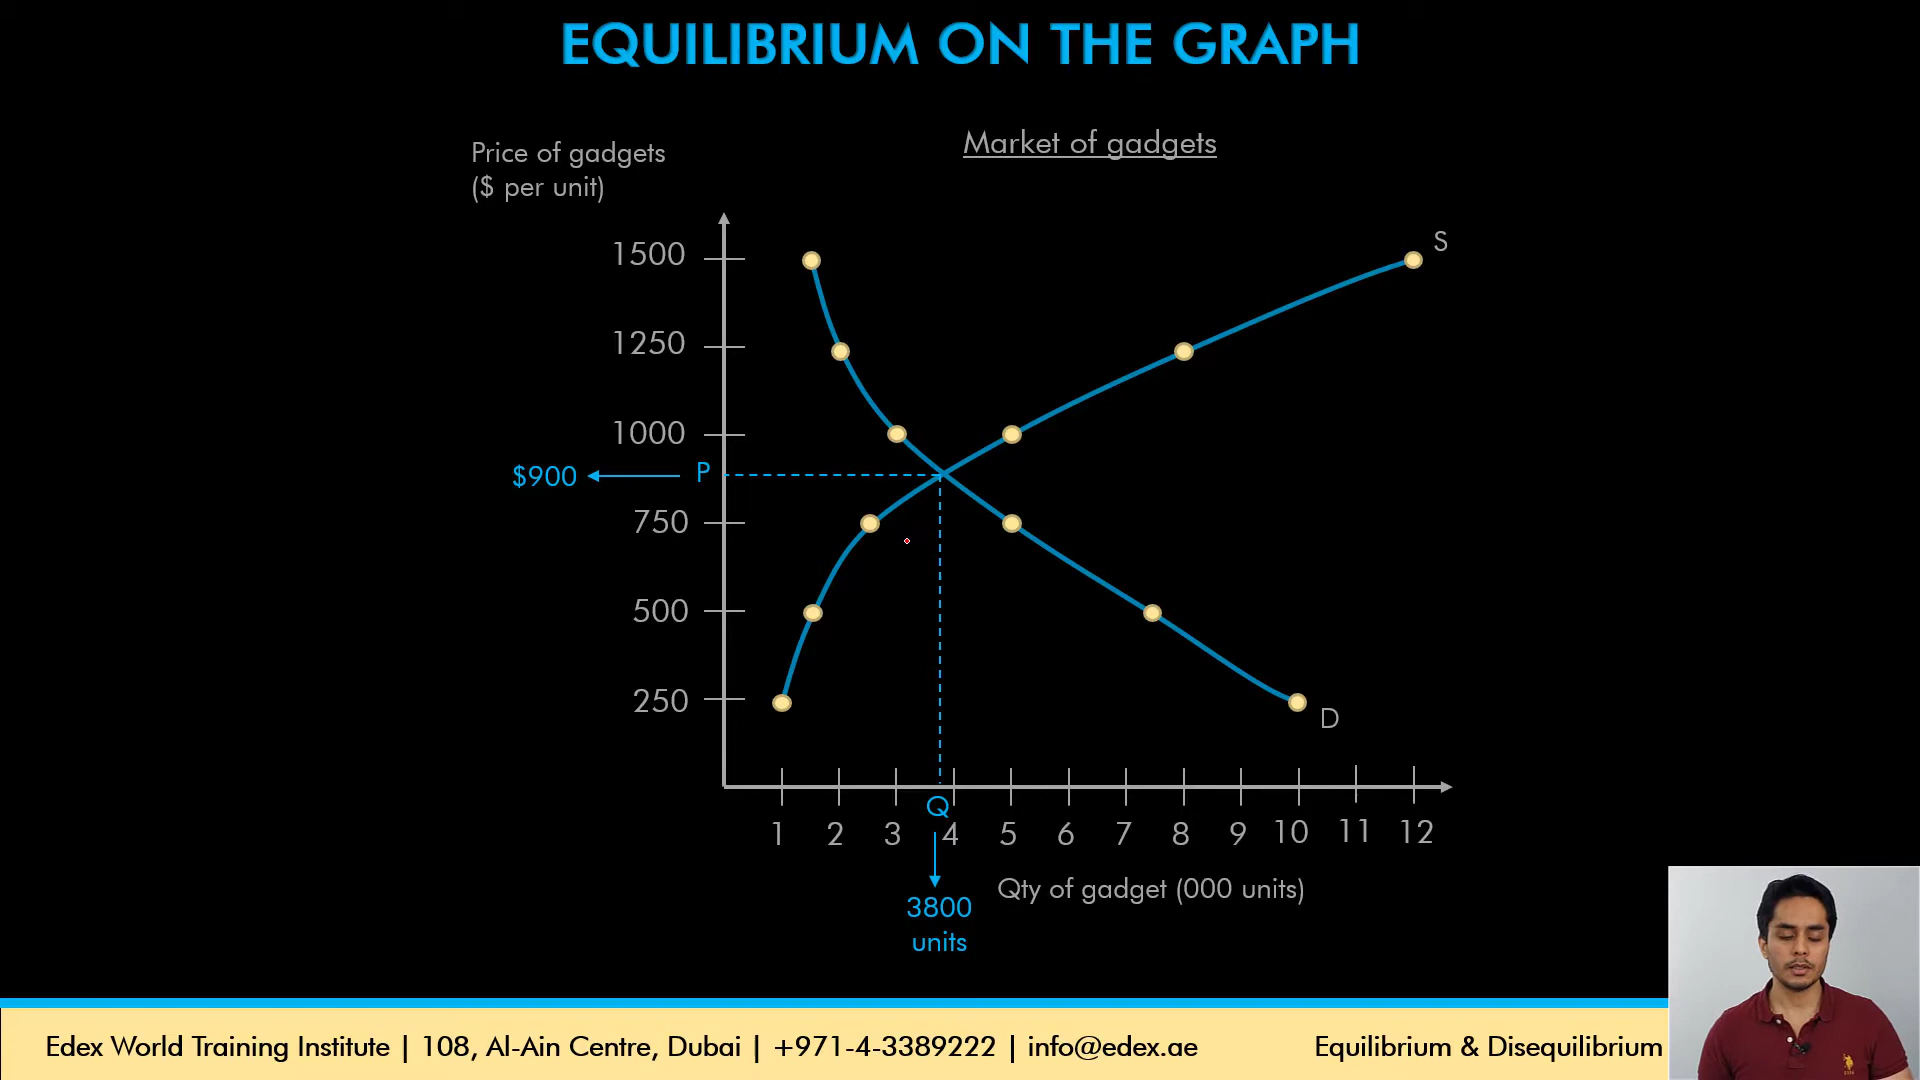 EQUILIBRIUM ON THE GRAPH
Market of gadgets
Price of gadgets
($ per unit)
1500
1250
1000
$900
P
750
500
250
S
D
Q
1 2 3 4 5 6 7 8 9 10 11 12
Qty of gadget (000 units)
3800
units
Edex World Training Institute | 108, Al-Ain Centre, Dubai | +971-4-3389222 | info@edex.ae
Equilibrium & Disequilibrium